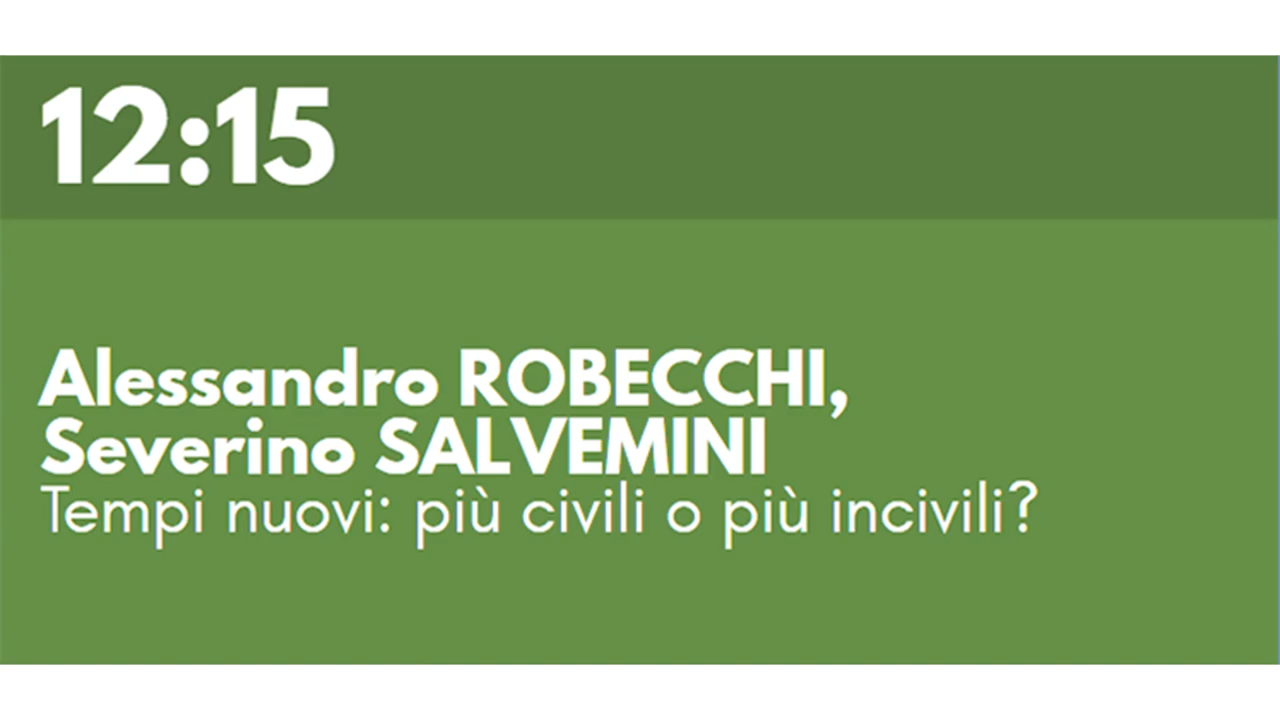 12:15
Alessandro ROBECCHI,
Severino SALVEMINI
Tempi nuovi: più civili o più incivili?